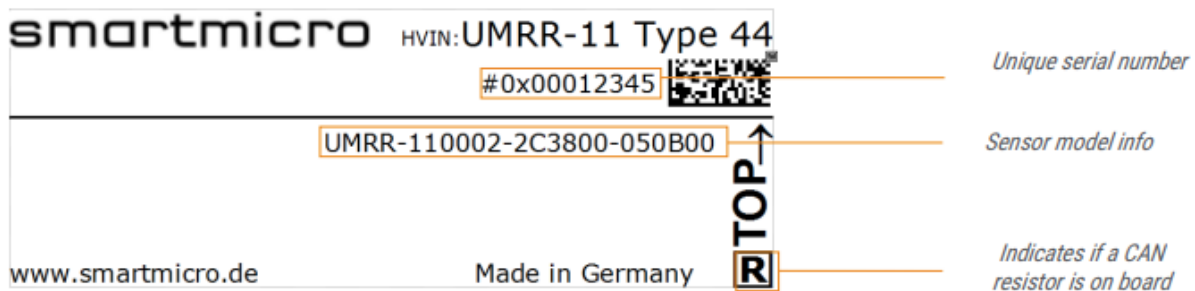 smartmicro HVIN:UMRR-11 Type 44
#0x00012345
Unique serial number
UMRR-110002-2C3800-050B00
Sensor model info
TOP→
www.smartmicro.de
Made in Germany
R
Indicates if a CAN
resistor is on board